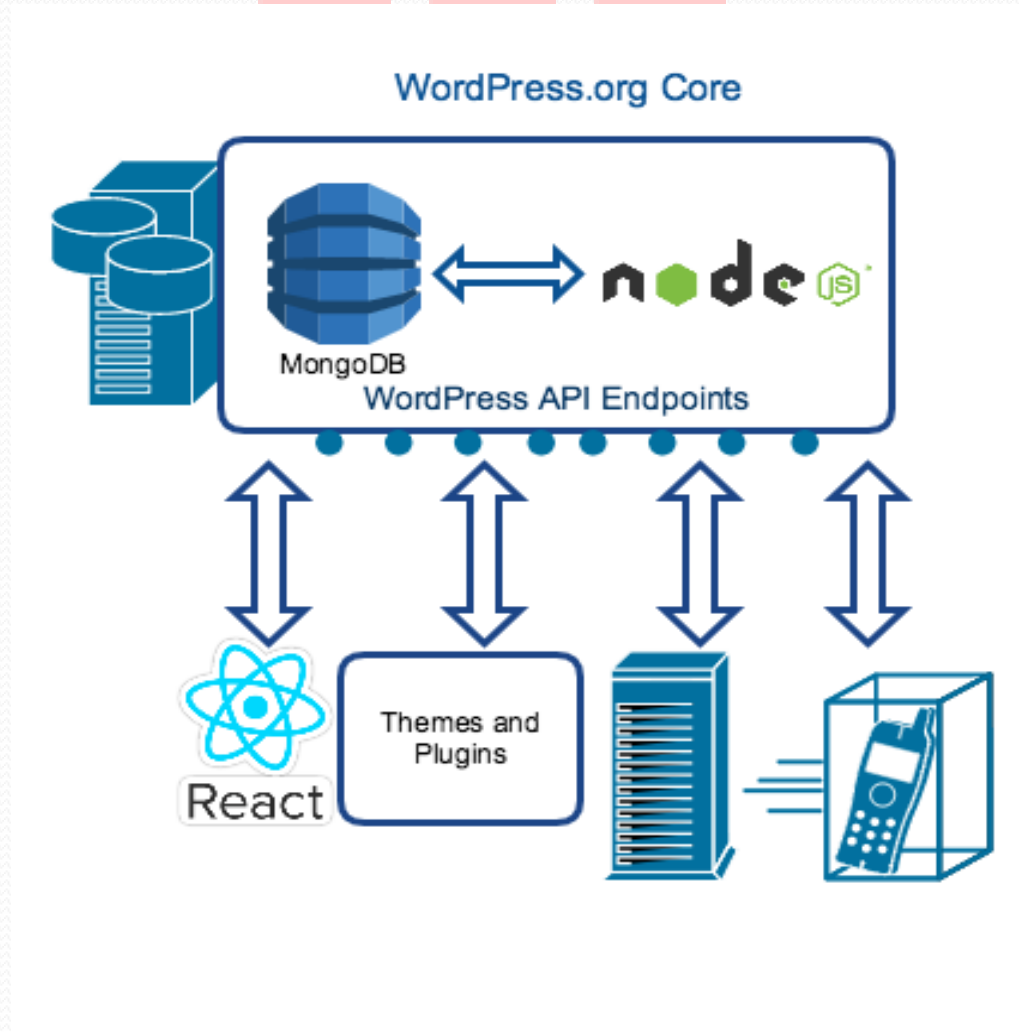 WordPress.org Core
node JS
MongoDB
WordPress API Endpoints
Themes and
Plugins
React